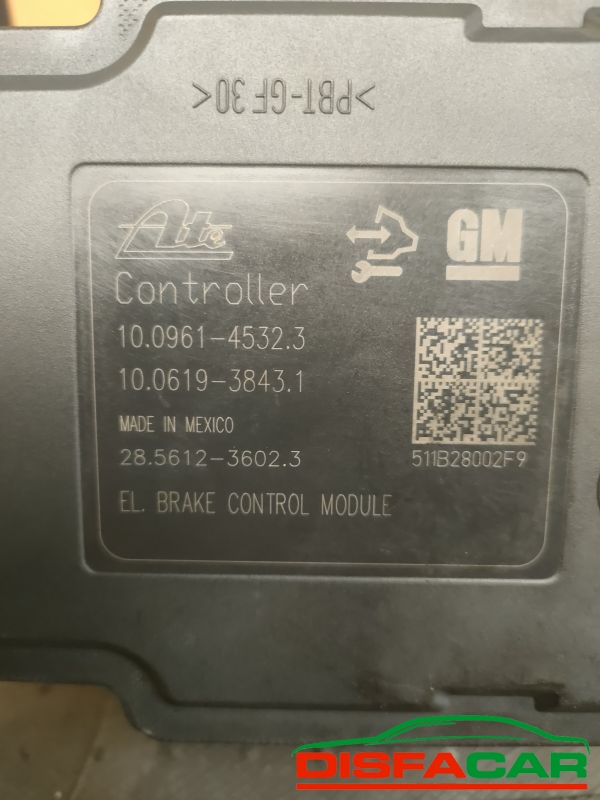 >PBT-GF30<
Ate
GM
Controller
10.0961-4532.3
10.0619-3843.1
MADE IN MEXICO
28.5612-3602.3
511B28002F9
EL. BRAKE CONTROL MODULE
DISFACAR